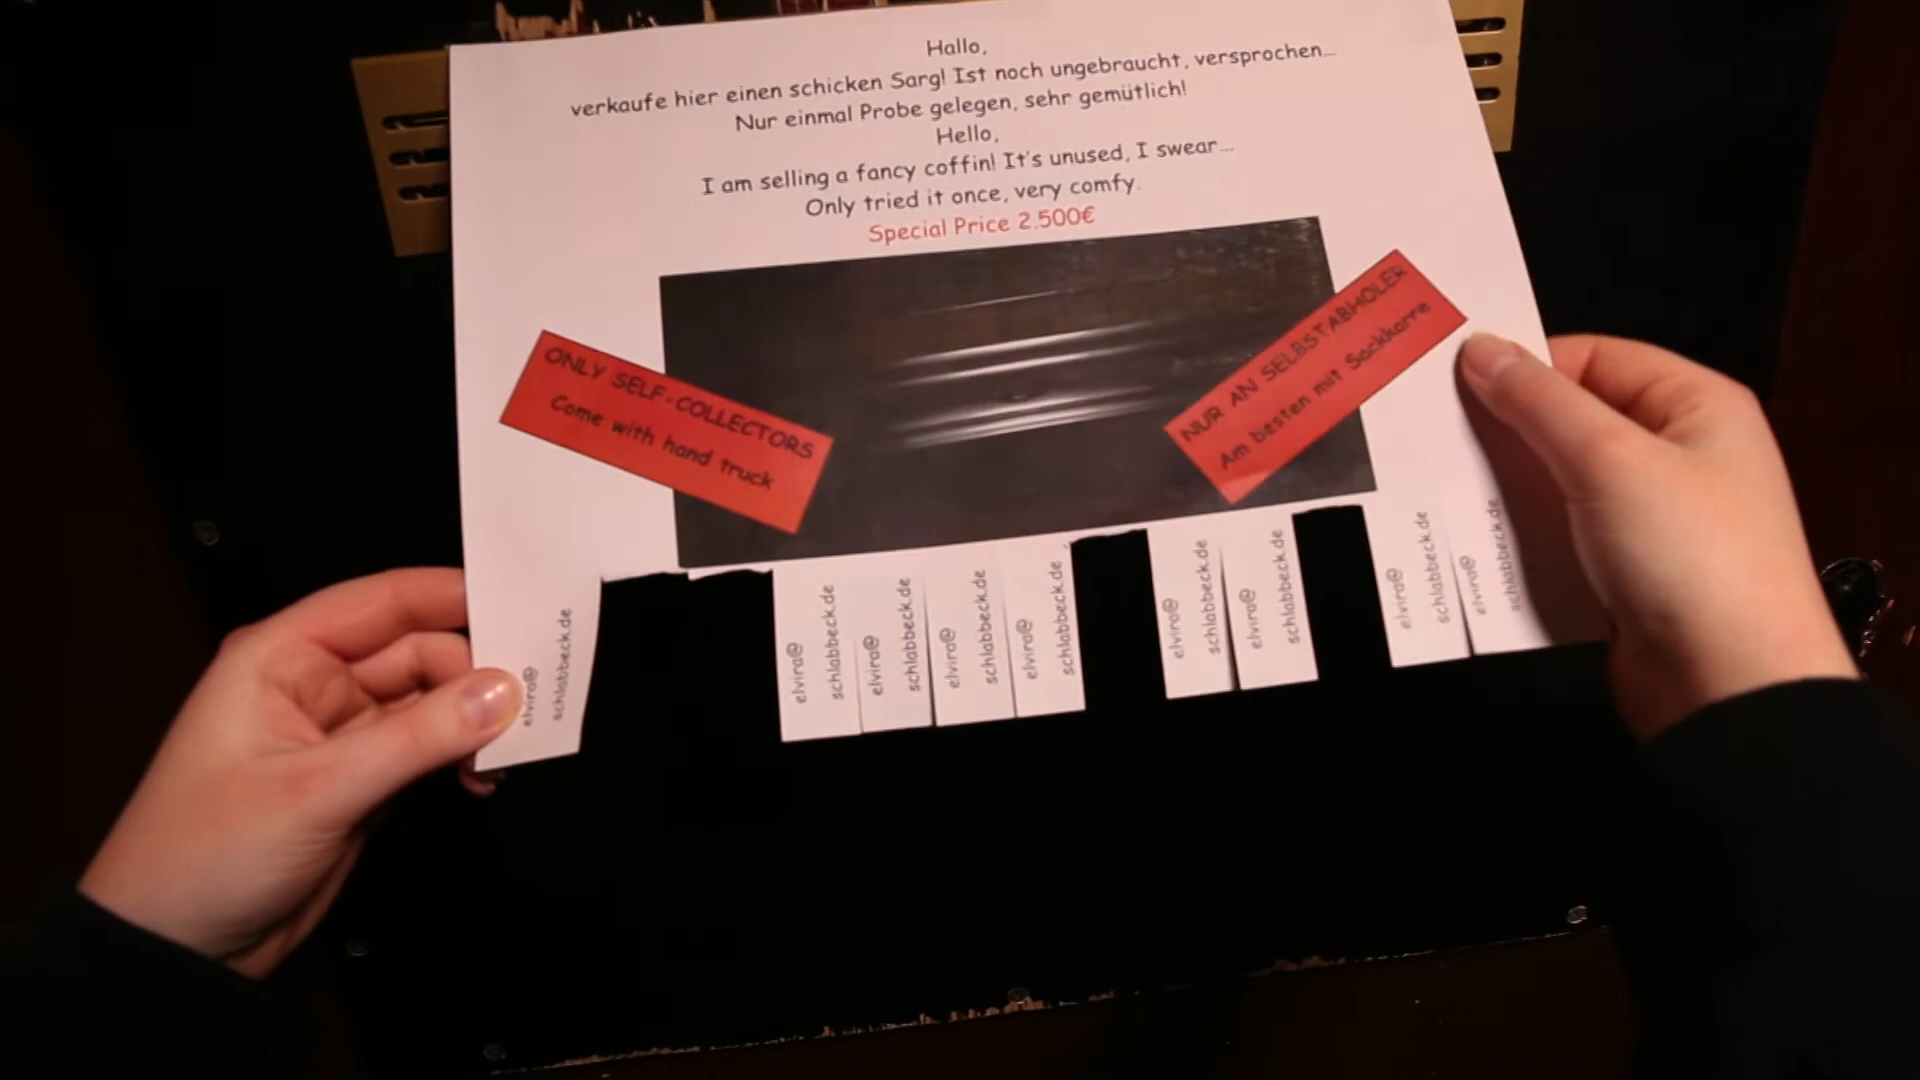 Hallo,
verkaufe hier einen schicken Sarg! Ist noch ungebraucht, versprochen...
Nur einmal Probe gelegen, sehr gemütlich!
Hello,
I am selling a fancy coffin! It's unused, I swear...
Only tried it once, very comfy.
Special Price 2.500€
ONLY SELF-COLLECTORS
Come with hand truck
NUR AN SELBSTABHOLER
Am besten mit Sackkarre
elvira@
schlabbeck.de
elvira@
schlabbeck.de
elvira@
schlabbeck.de
elvira@
schlabbeck.de
elvira@
schlabbeck.de
elvira@
schlabbeck.de
elvira@
schlabbeck.de
elvira@
schlabbeck.de
elvira@
schlabbeck.de